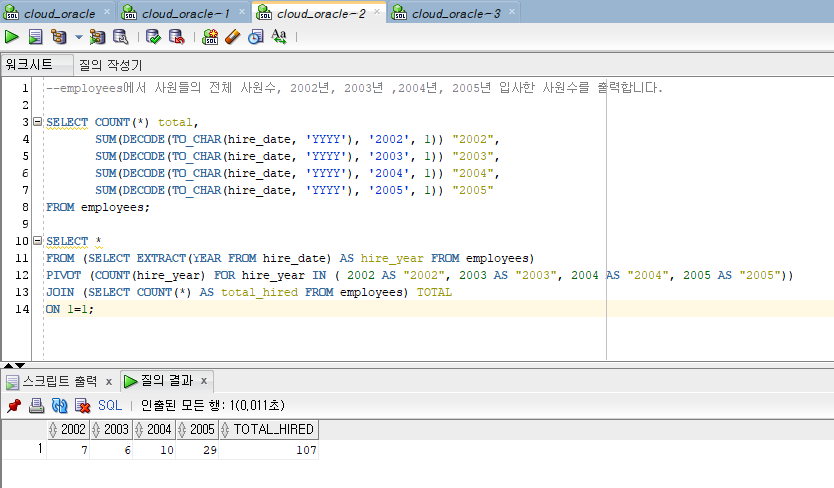 cloud_oracle cloud_oracle~1 cloud_oracle~2 cloud_oracle~3
SQL
워크시트 질의 작성기
1 --employees에서 사원들의 전체 사원수, 2002년, 2003년 ,2004년, 2005년 입사한 사원수를 출력합니다.
2
3 SELECT COUNT(*) total,
4 SUM(DECODE(TO_CHAR(hire_date, 'YYYY'), '2002', 1)) "2002",
5 SUM(DECODE(TO_CHAR(hire_date, 'YYYY'), '2003', 1)) "2003",
6 SUM(DECODE(TO_CHAR(hire_date, 'YYYY'), '2004', 1)) "2004",
7 SUM(DECODE(TO_CHAR(hire_date, 'YYYY'), '2005', 1)) "2005"
8 FROM employees;
9
10 SELECT *
11 FROM (SELECT EXTRACT(YEAR FROM hire_date) AS hire_year FROM employees)
12 PIVOT (COUNT(hire_year) FOR hire_year IN ( 2002 AS "2002", 2003 AS "2003", 2004 AS "2004", 2005 AS "2005"))
13 JOIN (SELECT COUNT(*) AS total_hired FROM employees) TOTAL
14 ON 1=1;
스크립트 출력 x 질의 결과 x
SQL | 인출된 모든 행: 1(0,011초)
2002 2003 2004 2005 TOTAL_HIRED
1 7 6 10 29 107